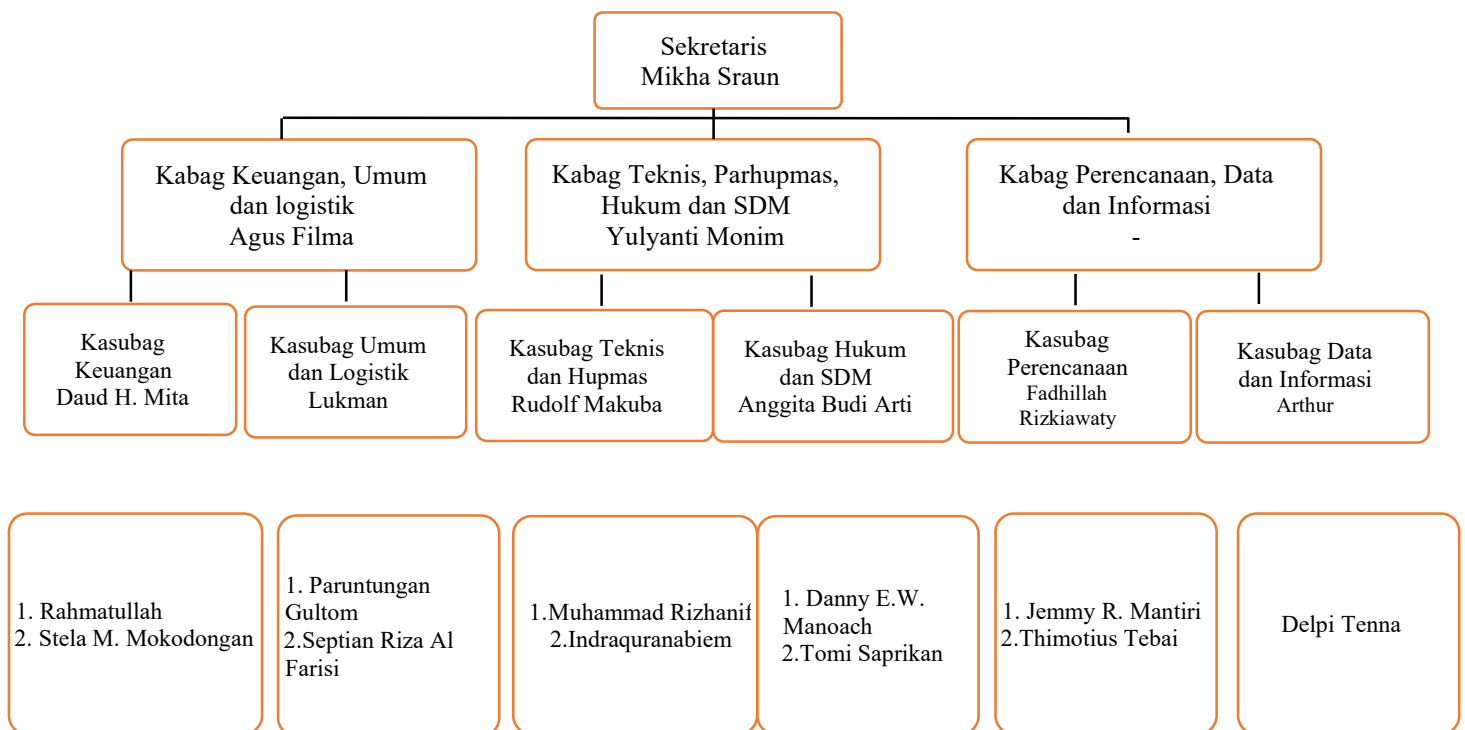 Sekretaris
Mikha Sraun
Kabag Keuangan, Umum
dan logistik
Agus Filma
Kabag Teknis, Parhupmas,
Hukum dan SDM
Yulyanti Monim
Kabag Perencanaan, Data
dan Informasi
-
Kasubag
Keuangan
Daud H. Mita
Kasubag Umum
dan Logistik
Lukman
Kasubag Teknis
dan Hupmas
Rudolf Makuba
Kasubag Hukum
dan SDM
Anggita Budi Arti
Kasubag
Perencanaan
Fadhillah
Rizkiawaty
Kasubag Data
dan Informasi
Arthur
1. Rahmatullah
2. Stela M. Mokodongan
1. Paruntungan
Gultom
2.Septian Riza Al
Farisi
1.Muhammad Rizhanif
2.Indraquranabiem
1. Danny E.W.
Manoach
2.Tomi Saprikan
1. Jemmy R. Mantiri
2.Thimotius Tebai
Delpi Tenna